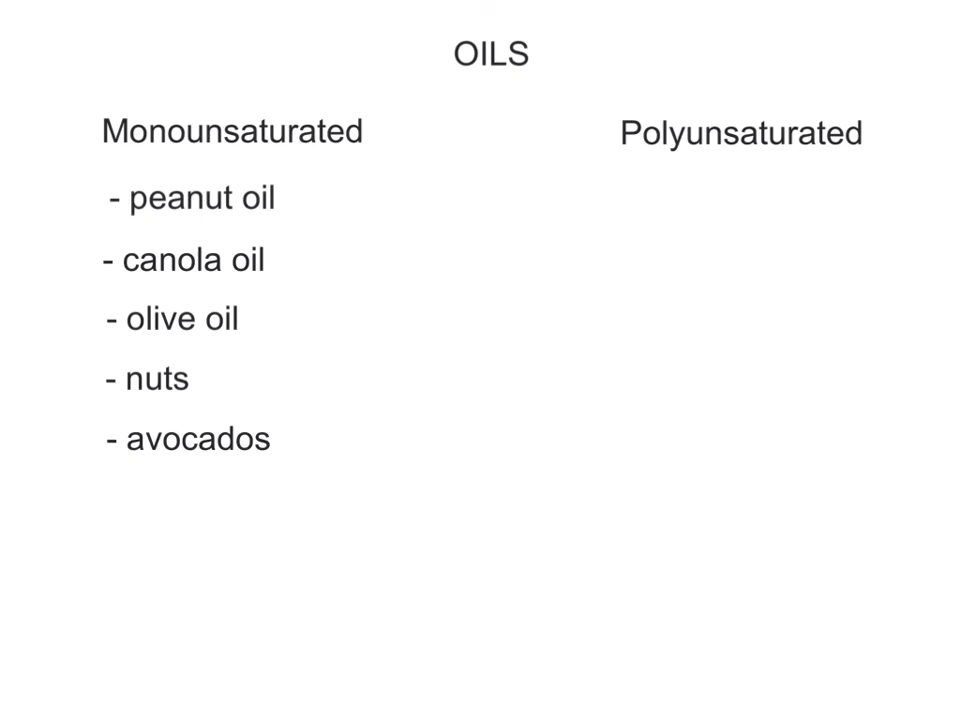 OILS
Monounsaturated
Polyunsaturated
- peanut oil
- canola oil
- olive oil
- nuts
- avocados